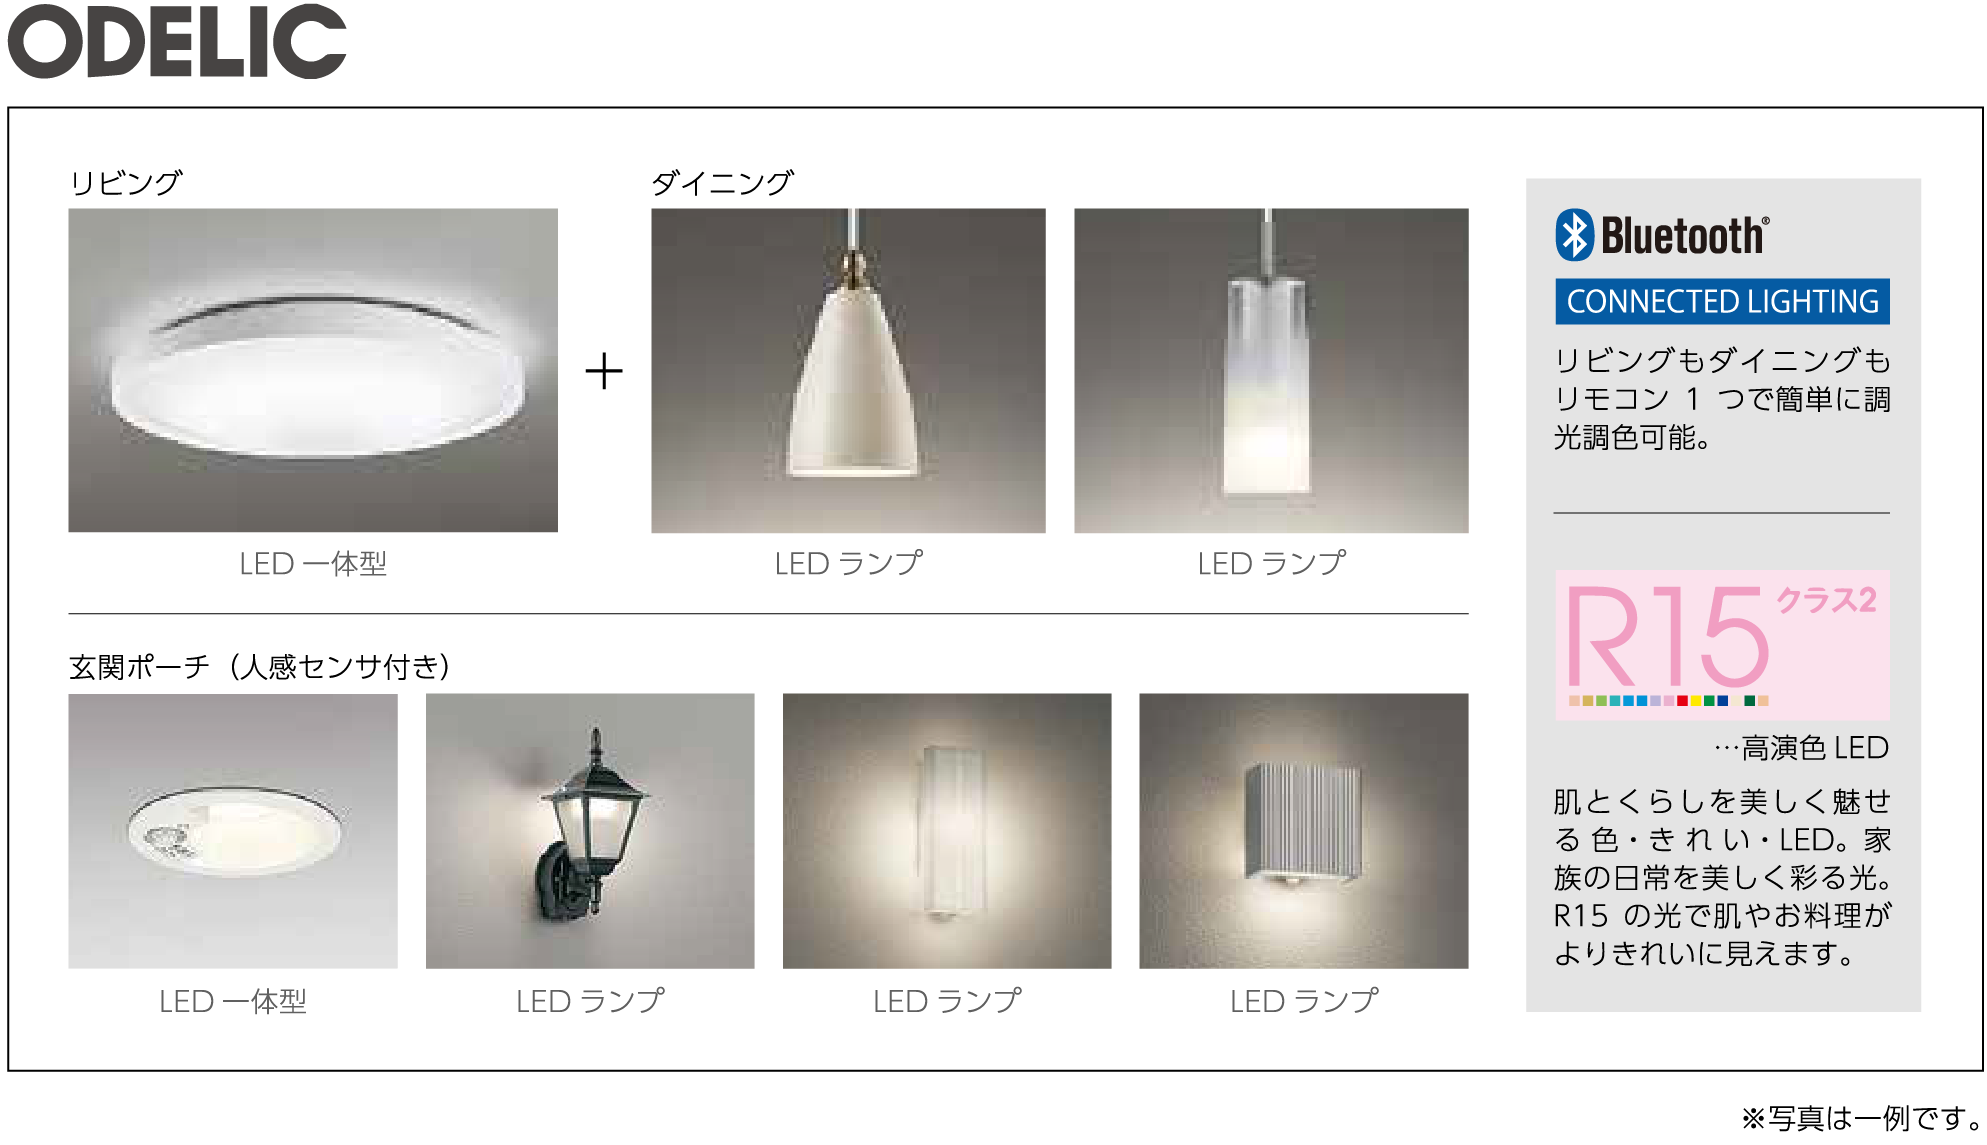 ODELIC
リビング
ダイニング
+
LED 一体型
LED ランプ
LED ランプ
玄関ポーチ（人感センサ付き）
LED 一体型
LED ランプ
LED ランプ
LED ランプ
Bluetooth®
CONNECTED LIGHTING
リビングもダイニングも
リモコン 1 つで簡単に調
光調色可能。
R15 クラス2
…高演色 LED
肌とくらしを美しく魅せ
る色・きれい・LED。家
族の日常を美しく彩る光。
R15 の光で肌やお料理が
よりきれいに見えます。
※写真は一例です。